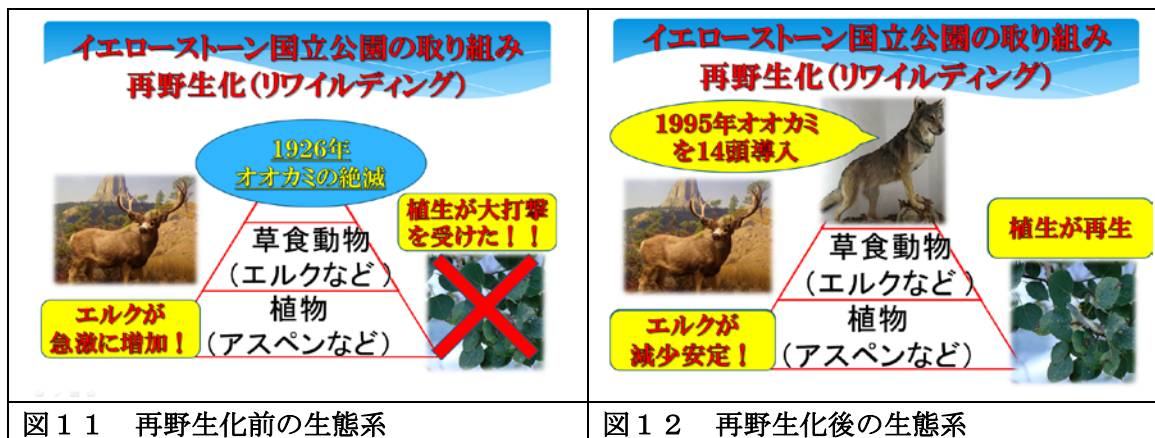 イエローストーン国立公園の取り組み
再野生化(リワイルディング)
1926年
オオカミの絶滅
植生が大打撃
を受けた！！
草食動物
(エルクなど)
植物
(アスペンなど)
エルクが
急激に増加！
図１１　再野生化前の生態系
イエローストーン国立公園の取り組み
再野生化(リワイルディング)
1995年オオカミ
を14頭導入
植生が再生
草食動物
(エルクなど)
植物
(アスペンなど)
エルクが
減少安定！
図１２　再野生化後の生態系